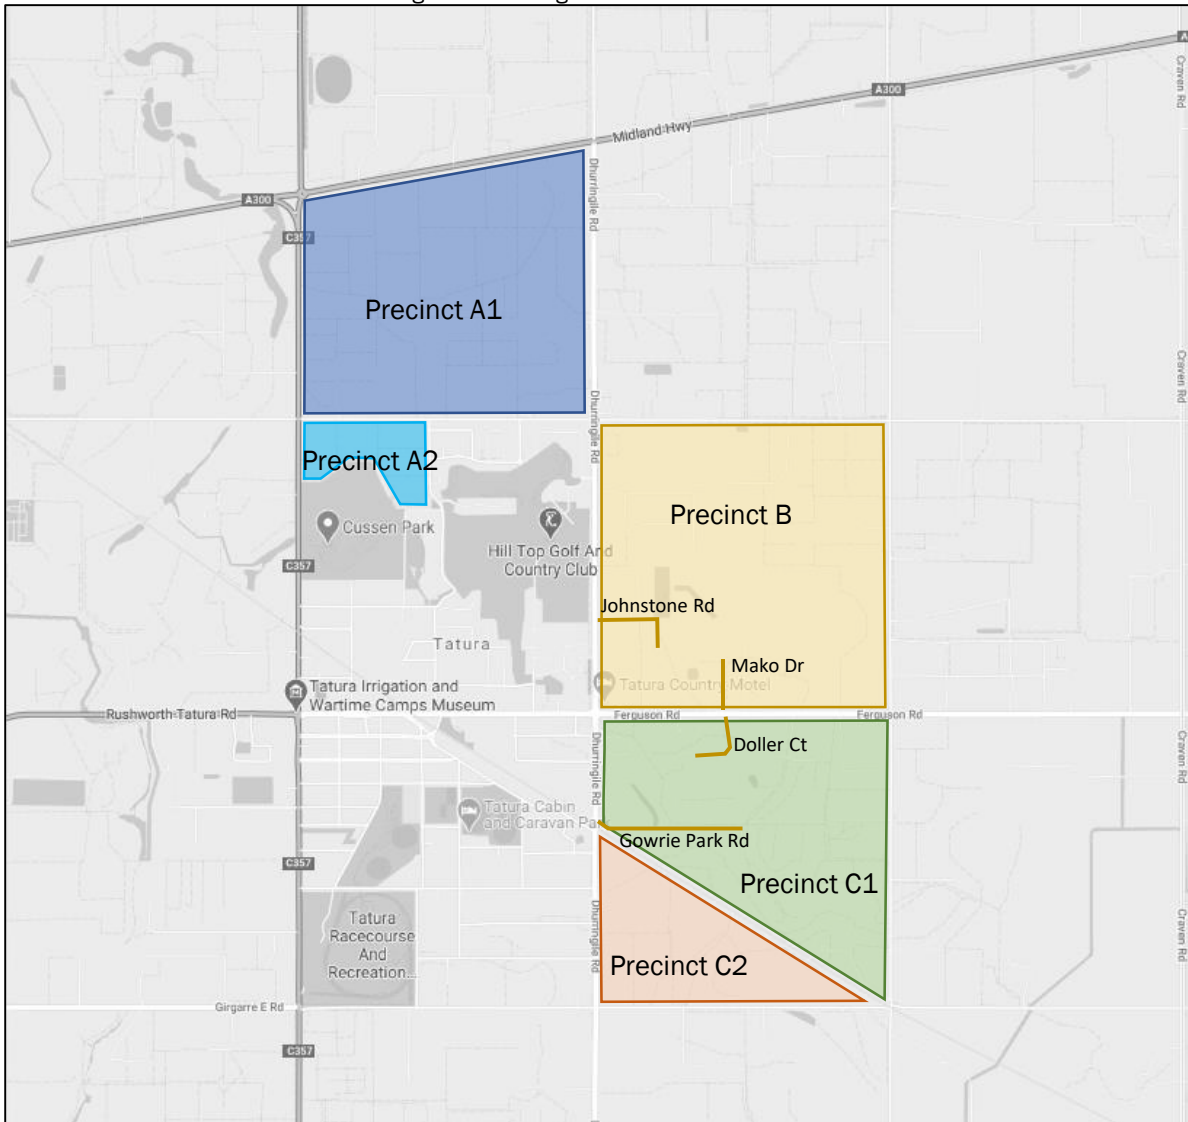 A300
Midland Hwy
Craven Rd
A300
C357
Dhurringile Rd
Precinct A1
Craven Rd
Dhurringile Rd
Precinct A2
Precinct B
Cussen Park
Hill Top Golf And
Country Club
C357
Johnstone Rd
Tatura
Mako Dr
Tatura Irrigation and
Wartime Camps Museum
Tatura Country Motel
Rushworth-Tatura Rd
Ferguson Rd
Ferguson Rd
Doller Ct
Dhurringile Rd
Craven Rd
Tatura Cabin
and Caravan Park
Gowrie Park Rd
C357
Precinct C1
Tatura
Racecourse
And
Recreation...
Dhurringile Rd
Craven Rd
Precinct C2
Girgarre E Rd
C357